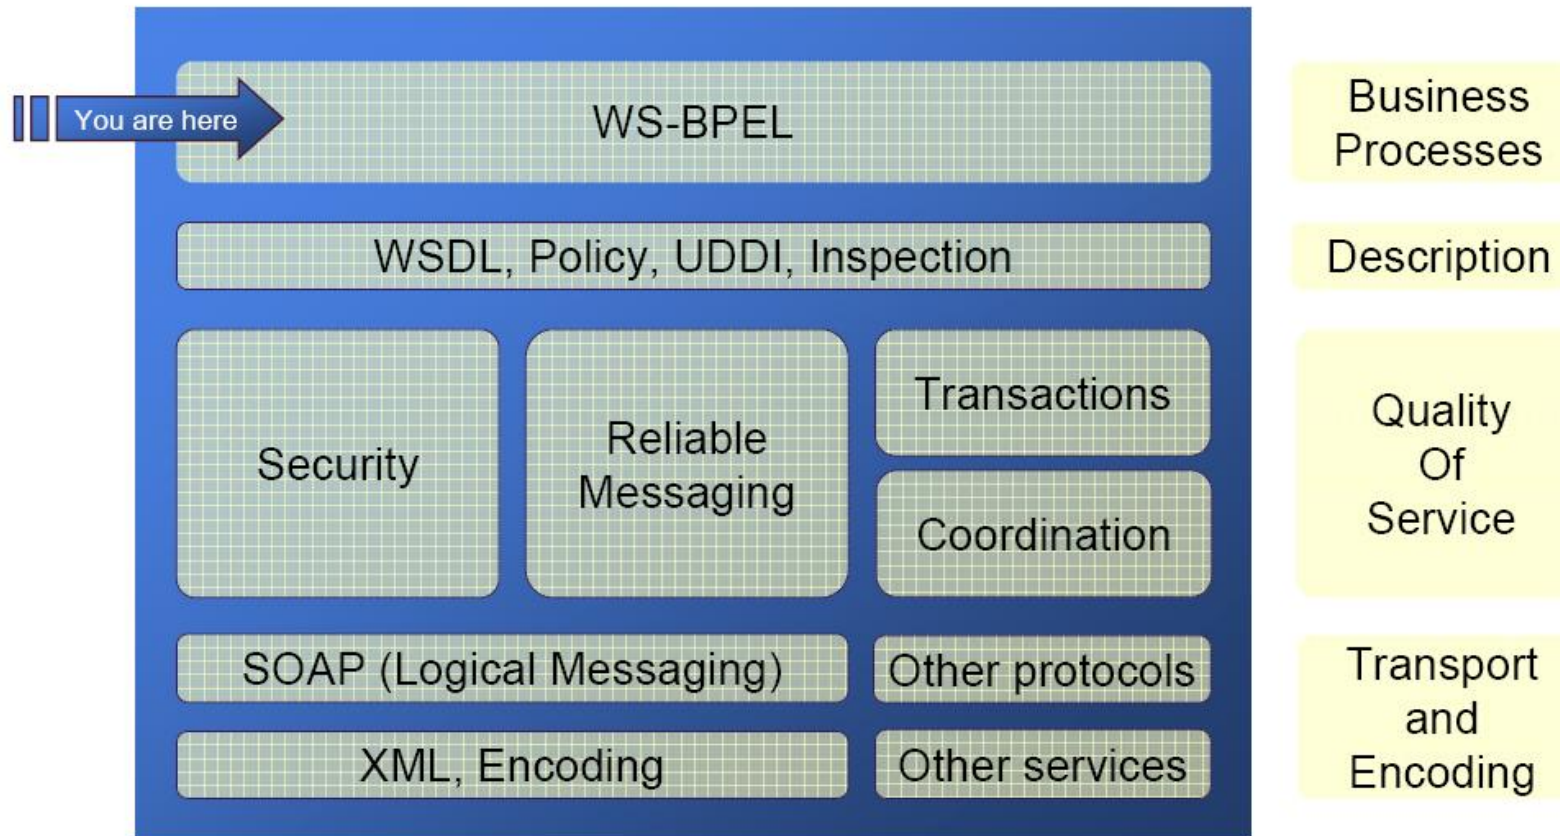 You are here
WS-BPEL
Business
Processes
WSDL, Policy, UDDI, Inspection
Description
Security
Reliable
Messaging
Transactions
Coordination
Quality
Of
Service
SOAP (Logical Messaging)
Other protocols
XML, Encoding
Other services
Transport
and
Encoding